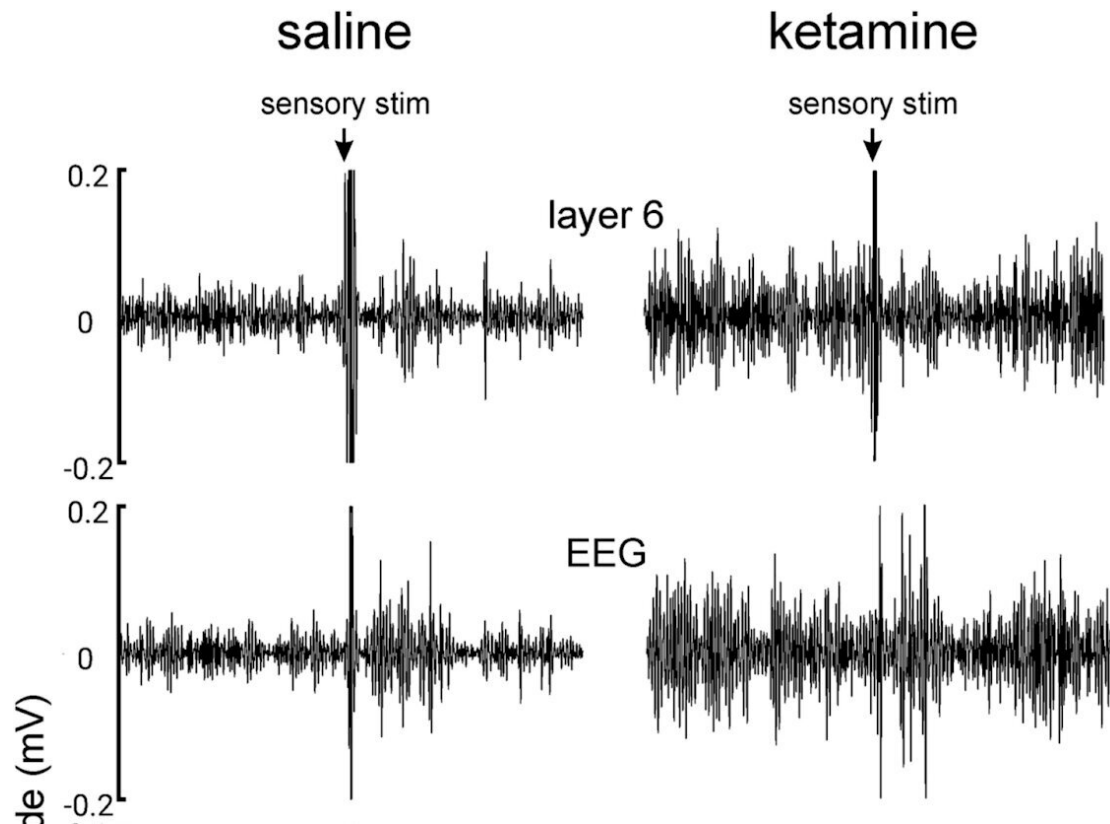 saline
ketamine
sensory stim
sensory stim
0.2
layer 6
0
-0.2
0.2
EEG
0
-0.2
de (mV)